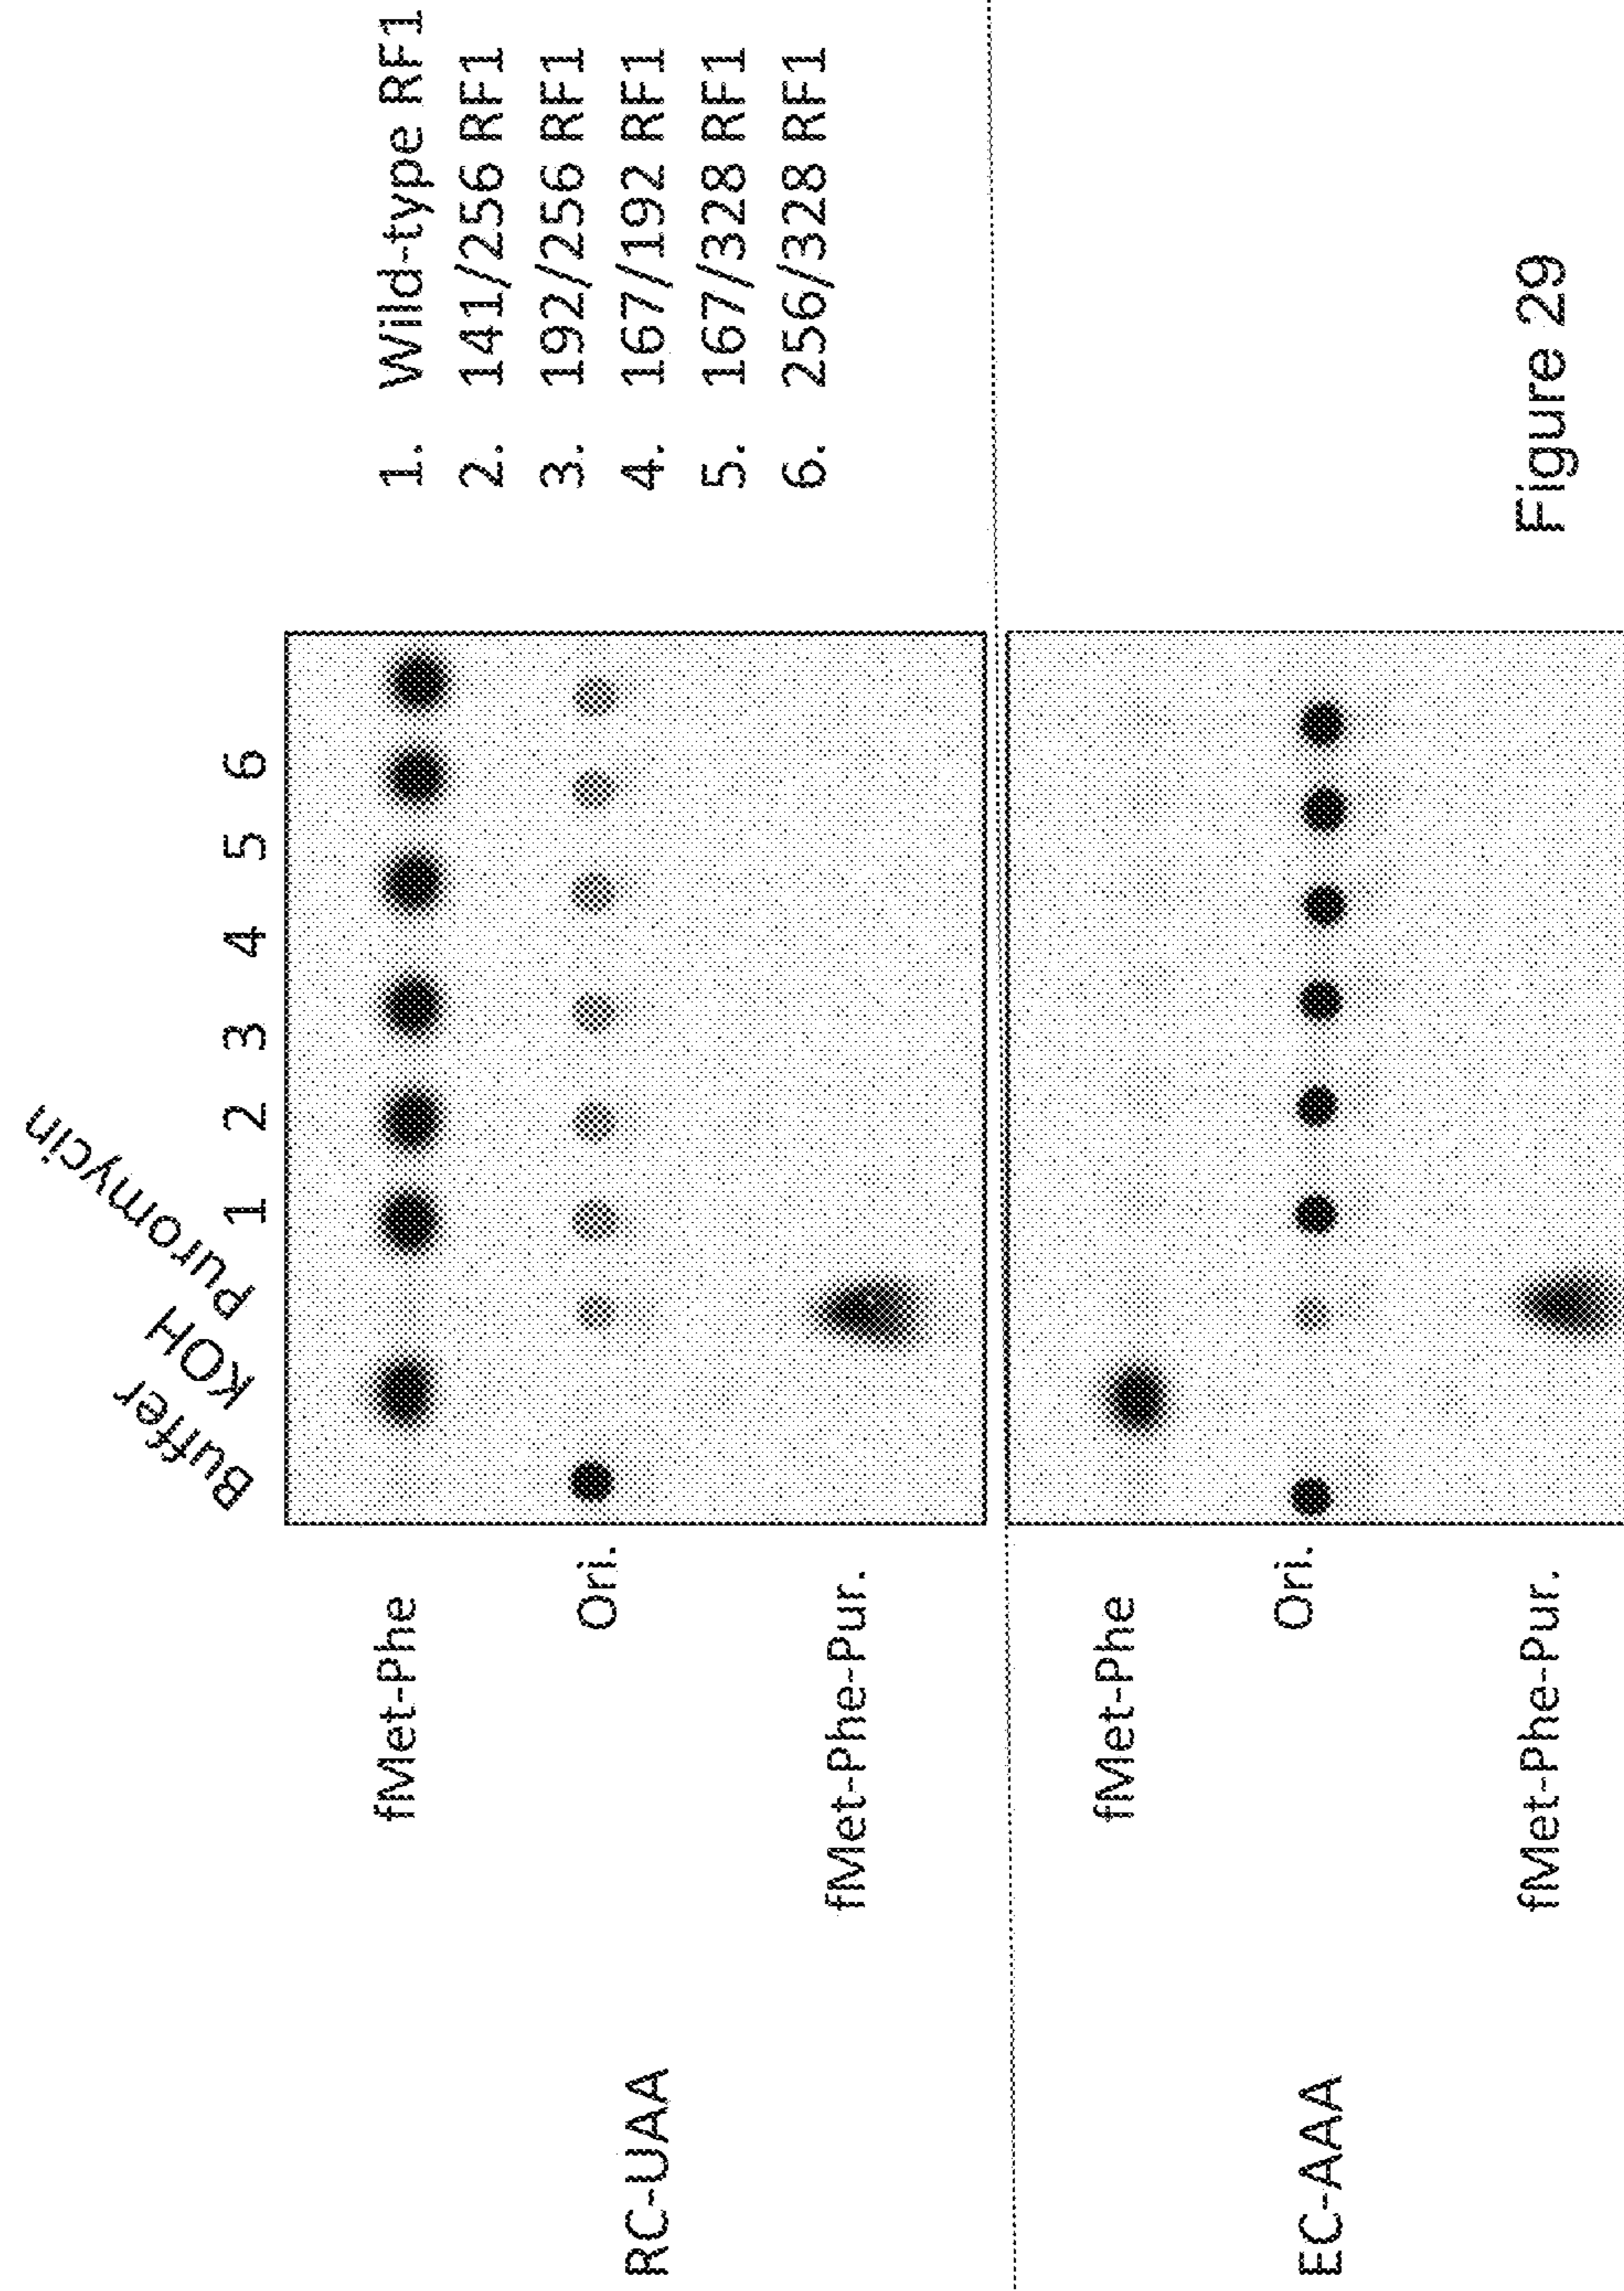 Buffer
KOH
Puromycin
1 2 3 4 5 6
RC-UAA
fMet-Phe
Ori.
fMet-Phe-Pur.
1. Wild-type RF1
2. 141/256 RF1
3. 192/256 RF1
4. 167/192 RF1
5. 167/328 RF1
6. 256/328 RF1
EC-AAA
fMet-Phe
Ori.
fMet-Phe-Pur.
Figure 29